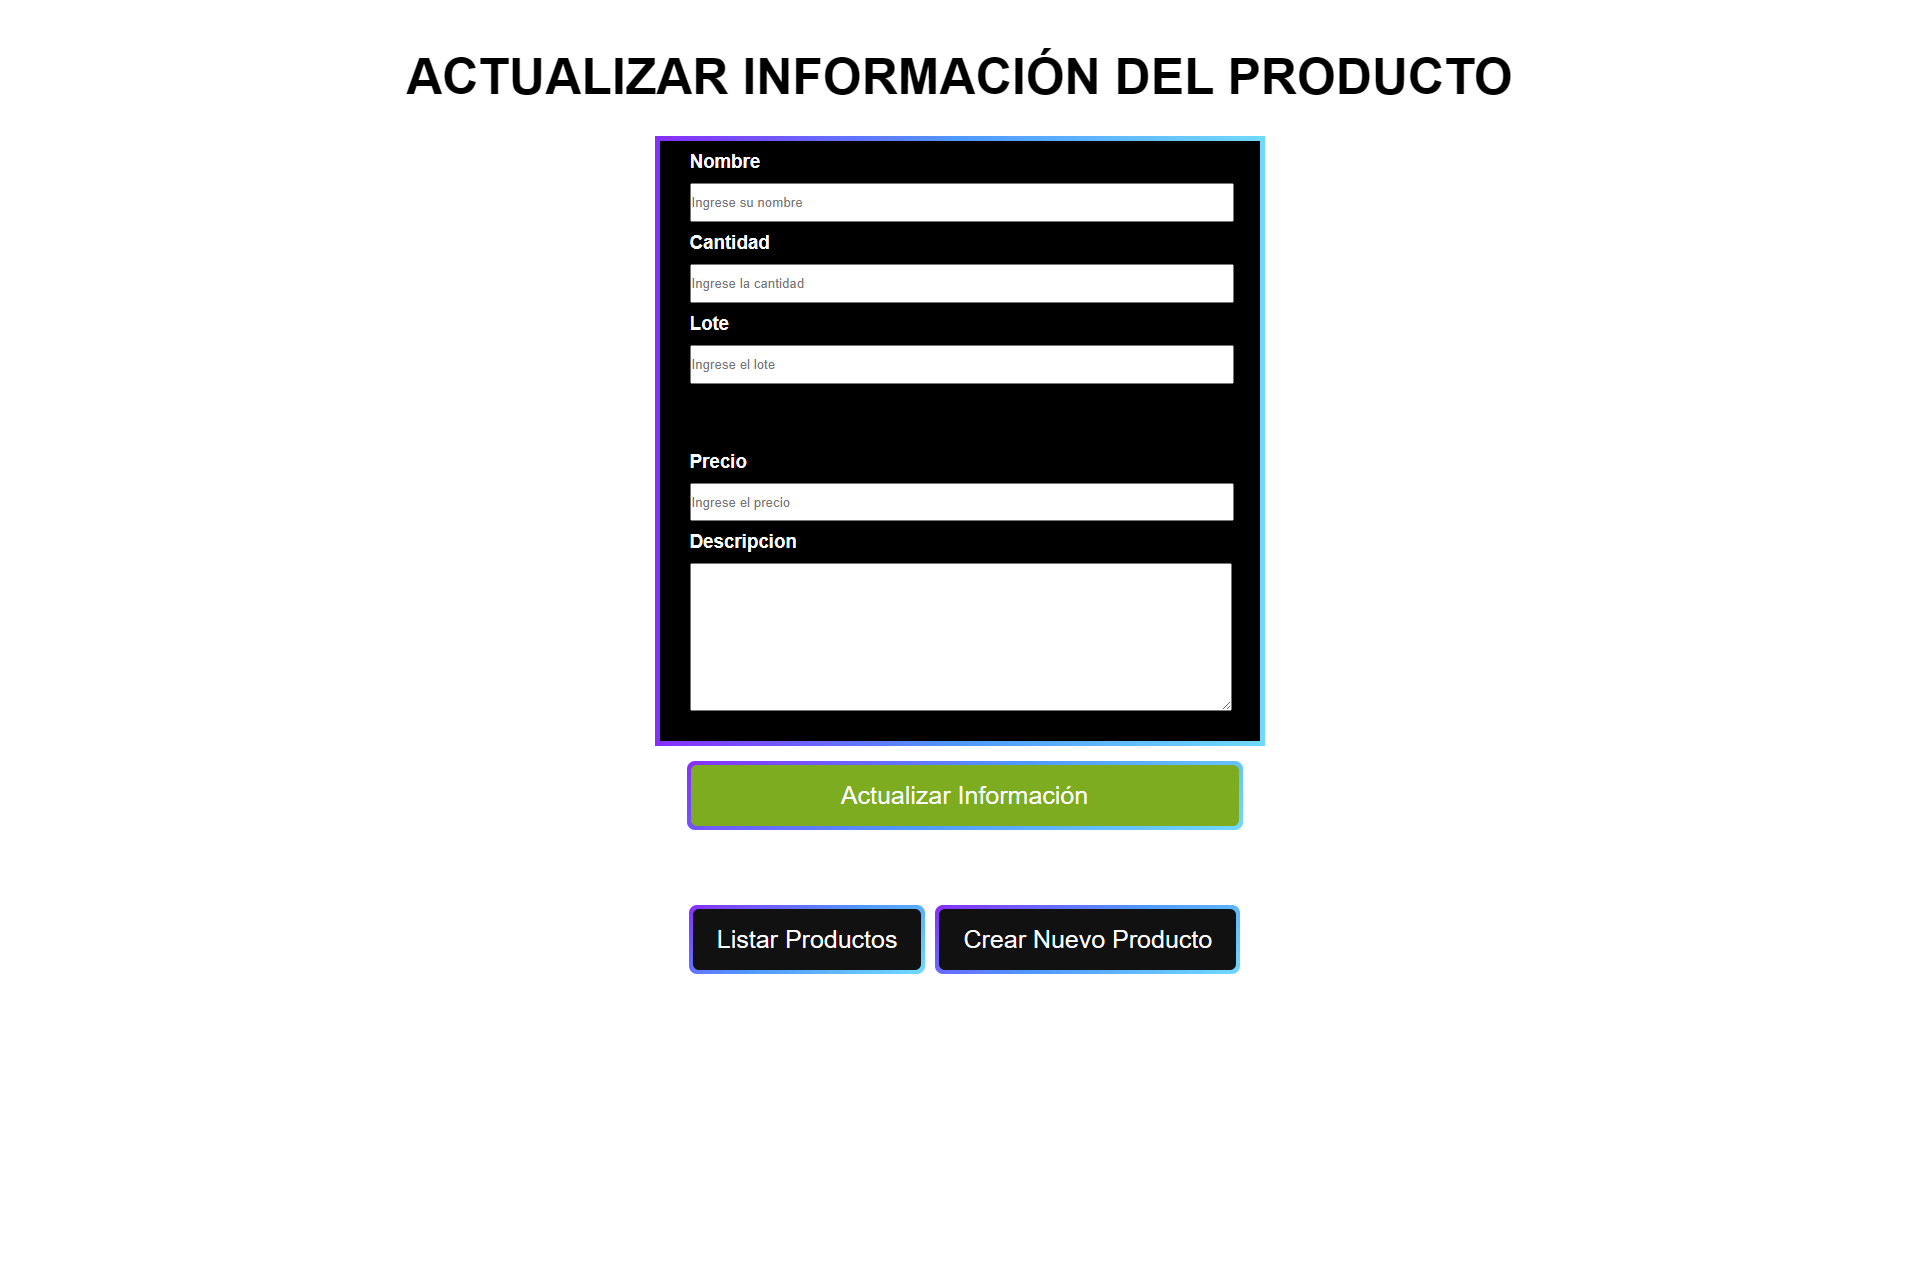 ACTUALIZAR INFORMACIÓN DEL PRODUCTO
Nombre
Ingrese su nombre
Cantidad
Ingrese la cantidad
Lote
Ingrese el lote
Precio
Ingrese el precio
Descripcion
Actualizar Información
Listar Productos
Crear Nuevo Producto